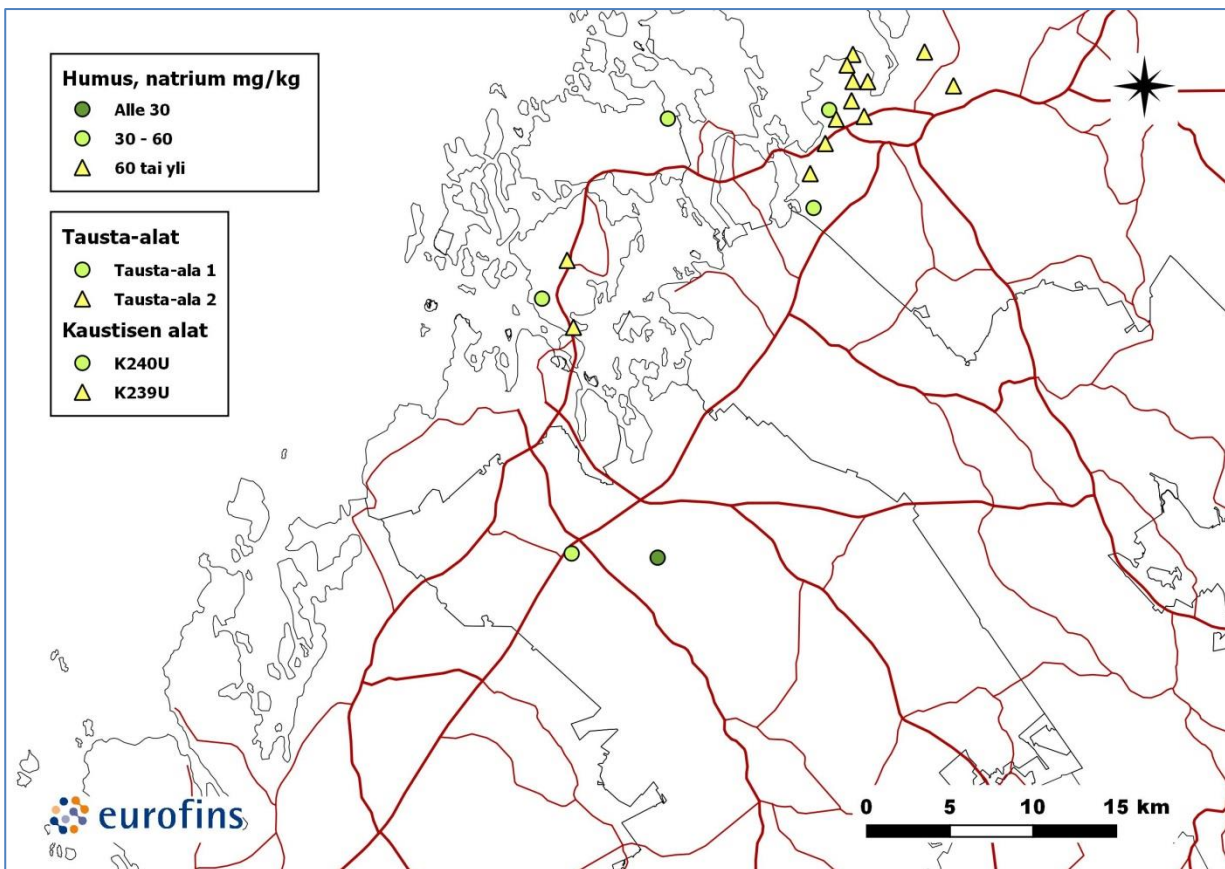 Humus, natrium mg/kg
Alle 30
30 - 60
60 tai yli
Tausta-alat
Tausta-ala 1
Tausta-ala 2
Kaustisen alat
K240U
K239U
eurofins
0 5 10 15 km